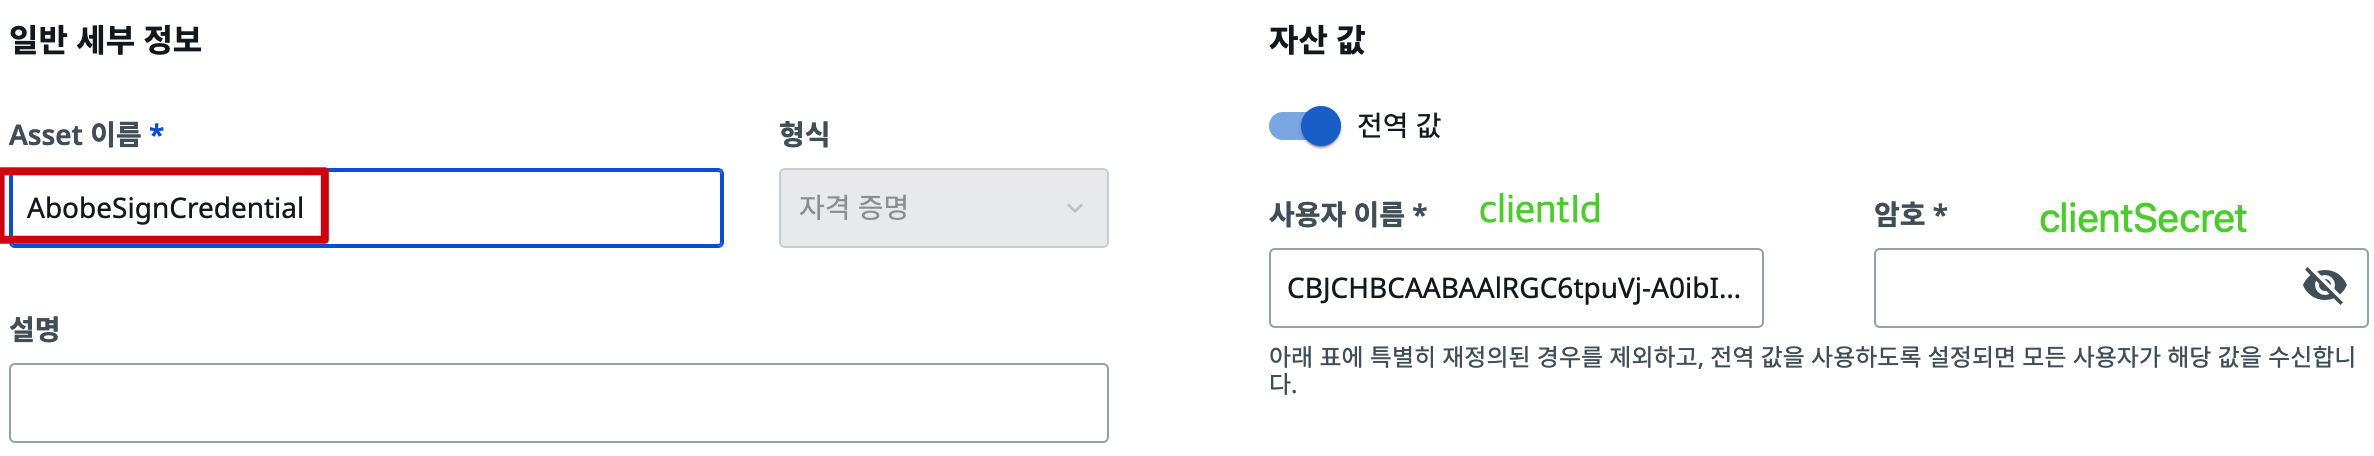 일반 세부 정보
Asset 이름 *
AbobeSignCredential
형식
자격 증명
설명
자산 값
전역 값
사용자 이름 * clientId
CBJCHBCAABAAlRGC6tpuVj-A0ibI...
암호 * clientSecret
아래 표에 특별히 재정의된 경우를 제외하고, 전역 값을 사용하도록 설정되면 모든 사용자가 해당 값을 수신합니
다.